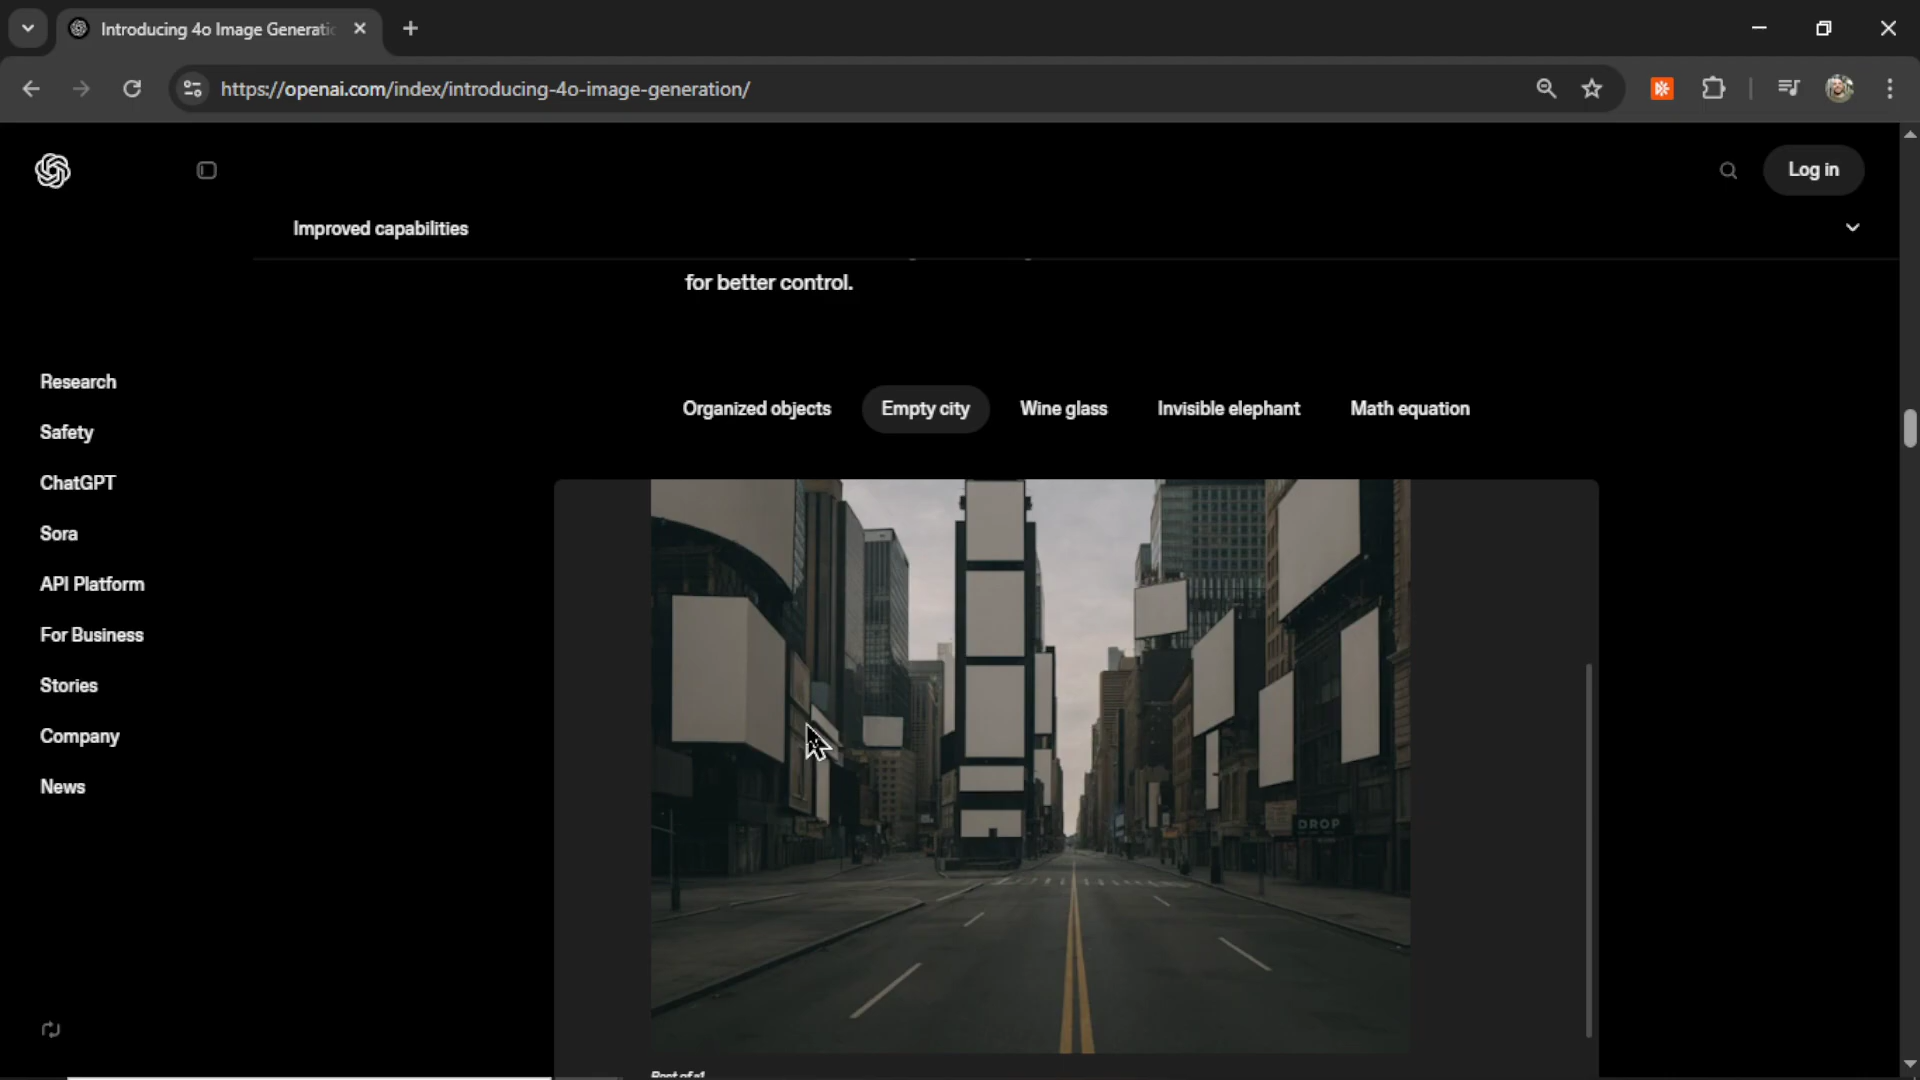 Introducing 4o Image Generati
https://openai.com/index/introducing-4o-image-generation/
Log in
Improved capabilities
for better control.
Research
Safety
ChatGPT
Sora
API Platform
For Business
Stories
Company
News
Organized objects
Empty city
Wine glass
Invisible elephant
Math equation
DROP